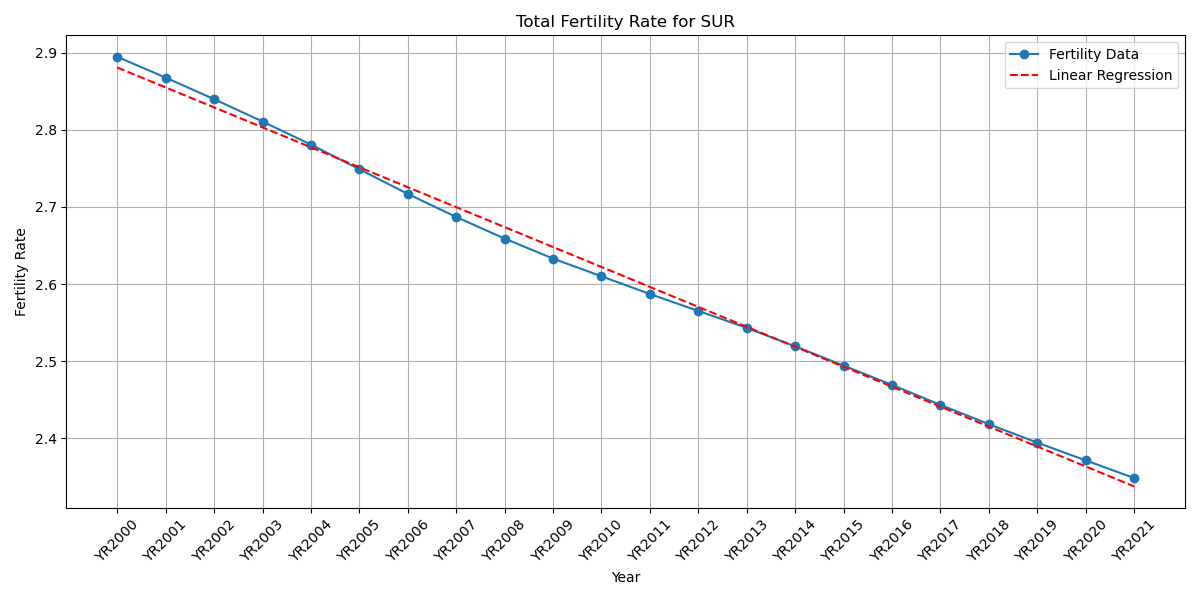 Total Fertility Rate for SUR
Fertility Data
Linear Regression
2.9
2.8
2.7
2.6
2.5
2.4
Fertility Rate
YR2000
YR2001
YR2002
YR2003
YR2004
YR2005
YR2006
YR2007
YR2008
YR2009
YR2010
YR2011
YR2012
YR2013
YR2014
YR2015
YR2016
YR2017
YR2018
YR2019
YR2020
YR2021
Year